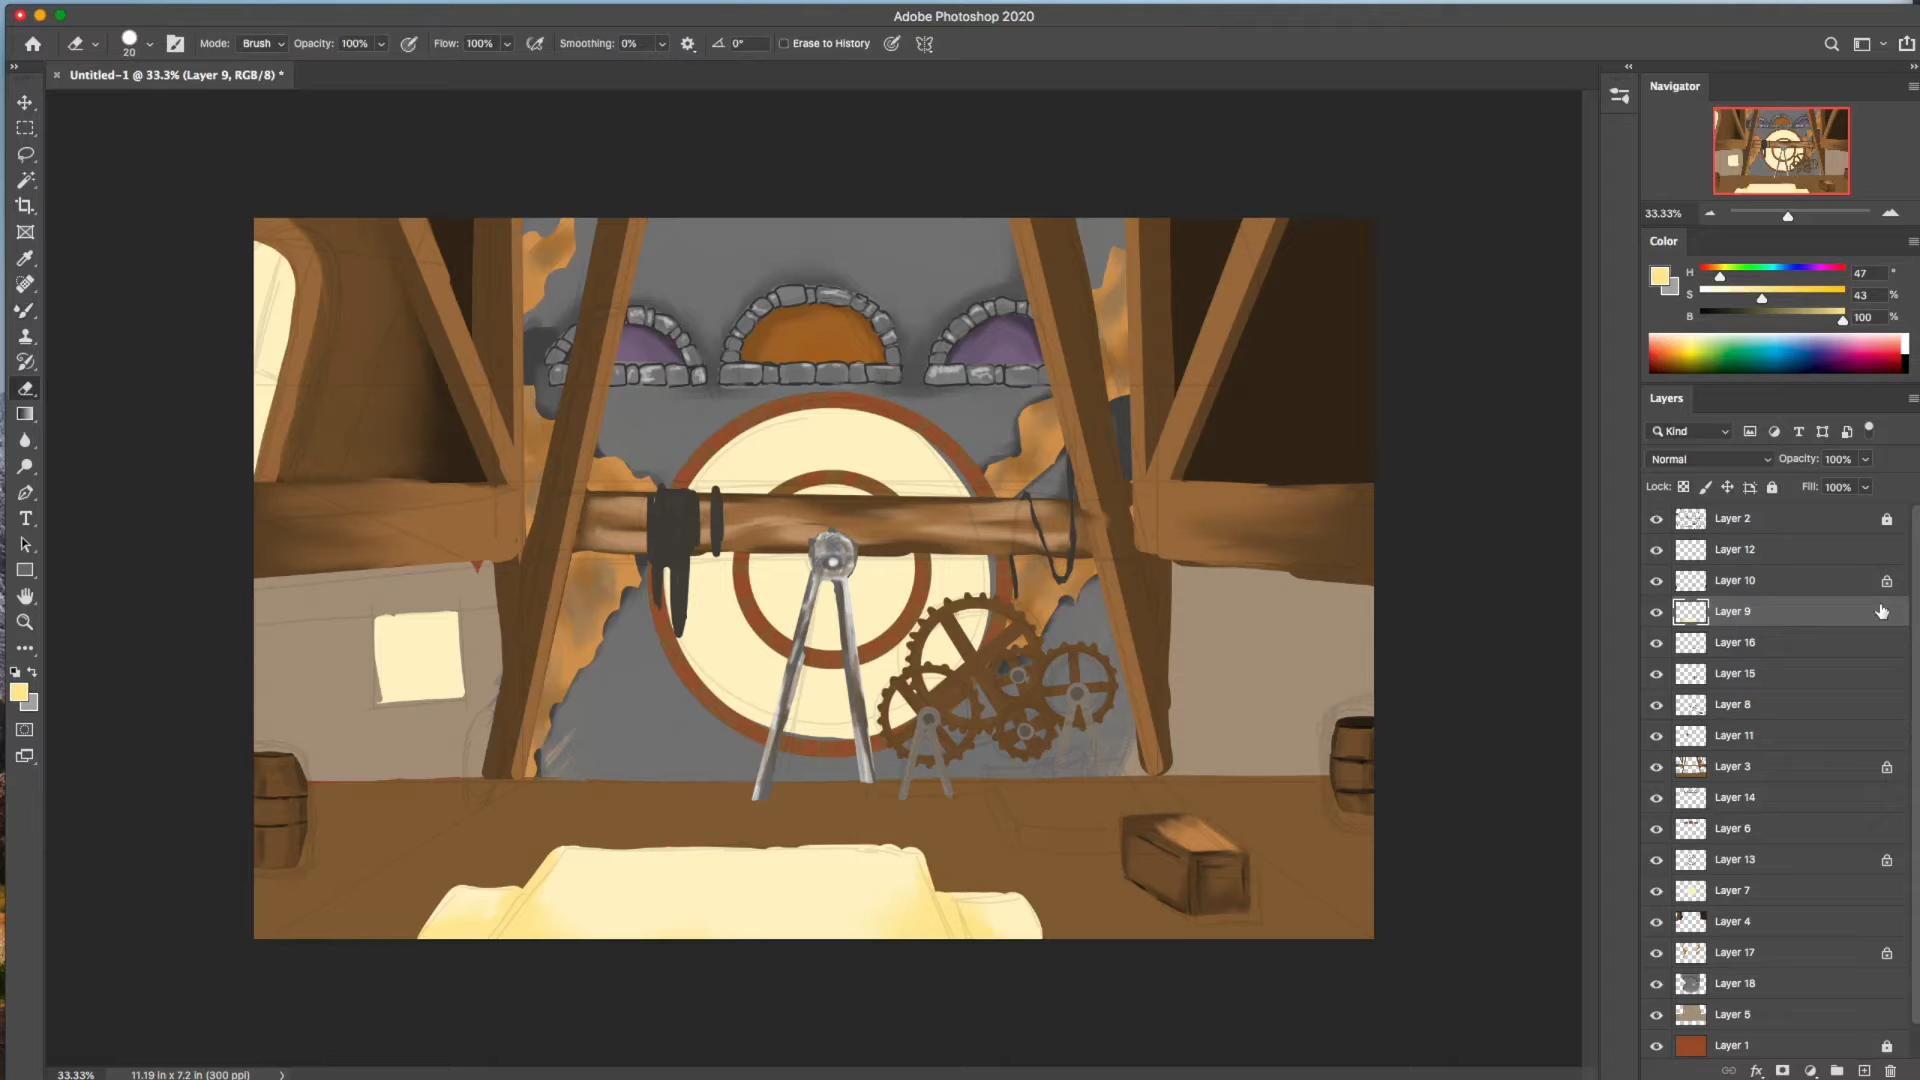 Adobe Photoshop 2020
20
Mode: Brush Opacity: 100% Flow: 100% Smoothing: 0% 0° Erase to History
Untitled-1 @ 33.3% (Layer 9, RGB/8) *
Navigator
33.33%
Color
H 47 °
S 43 %
B 100 %
Layers
Kind
Normal Opacity: 100%
Lock: Fill: 100%
Layer 2
Layer 12
Layer 10
Layer 9
Layer 16
Layer 15
Layer 8
Layer 11
Layer 3
Layer 14
Layer 6
Layer 13
Layer 7
Layer 4
Layer 17
Layer 18
Layer 5
Layer 1
33.33% 11.19 in x 7.2 in (300 ppi)